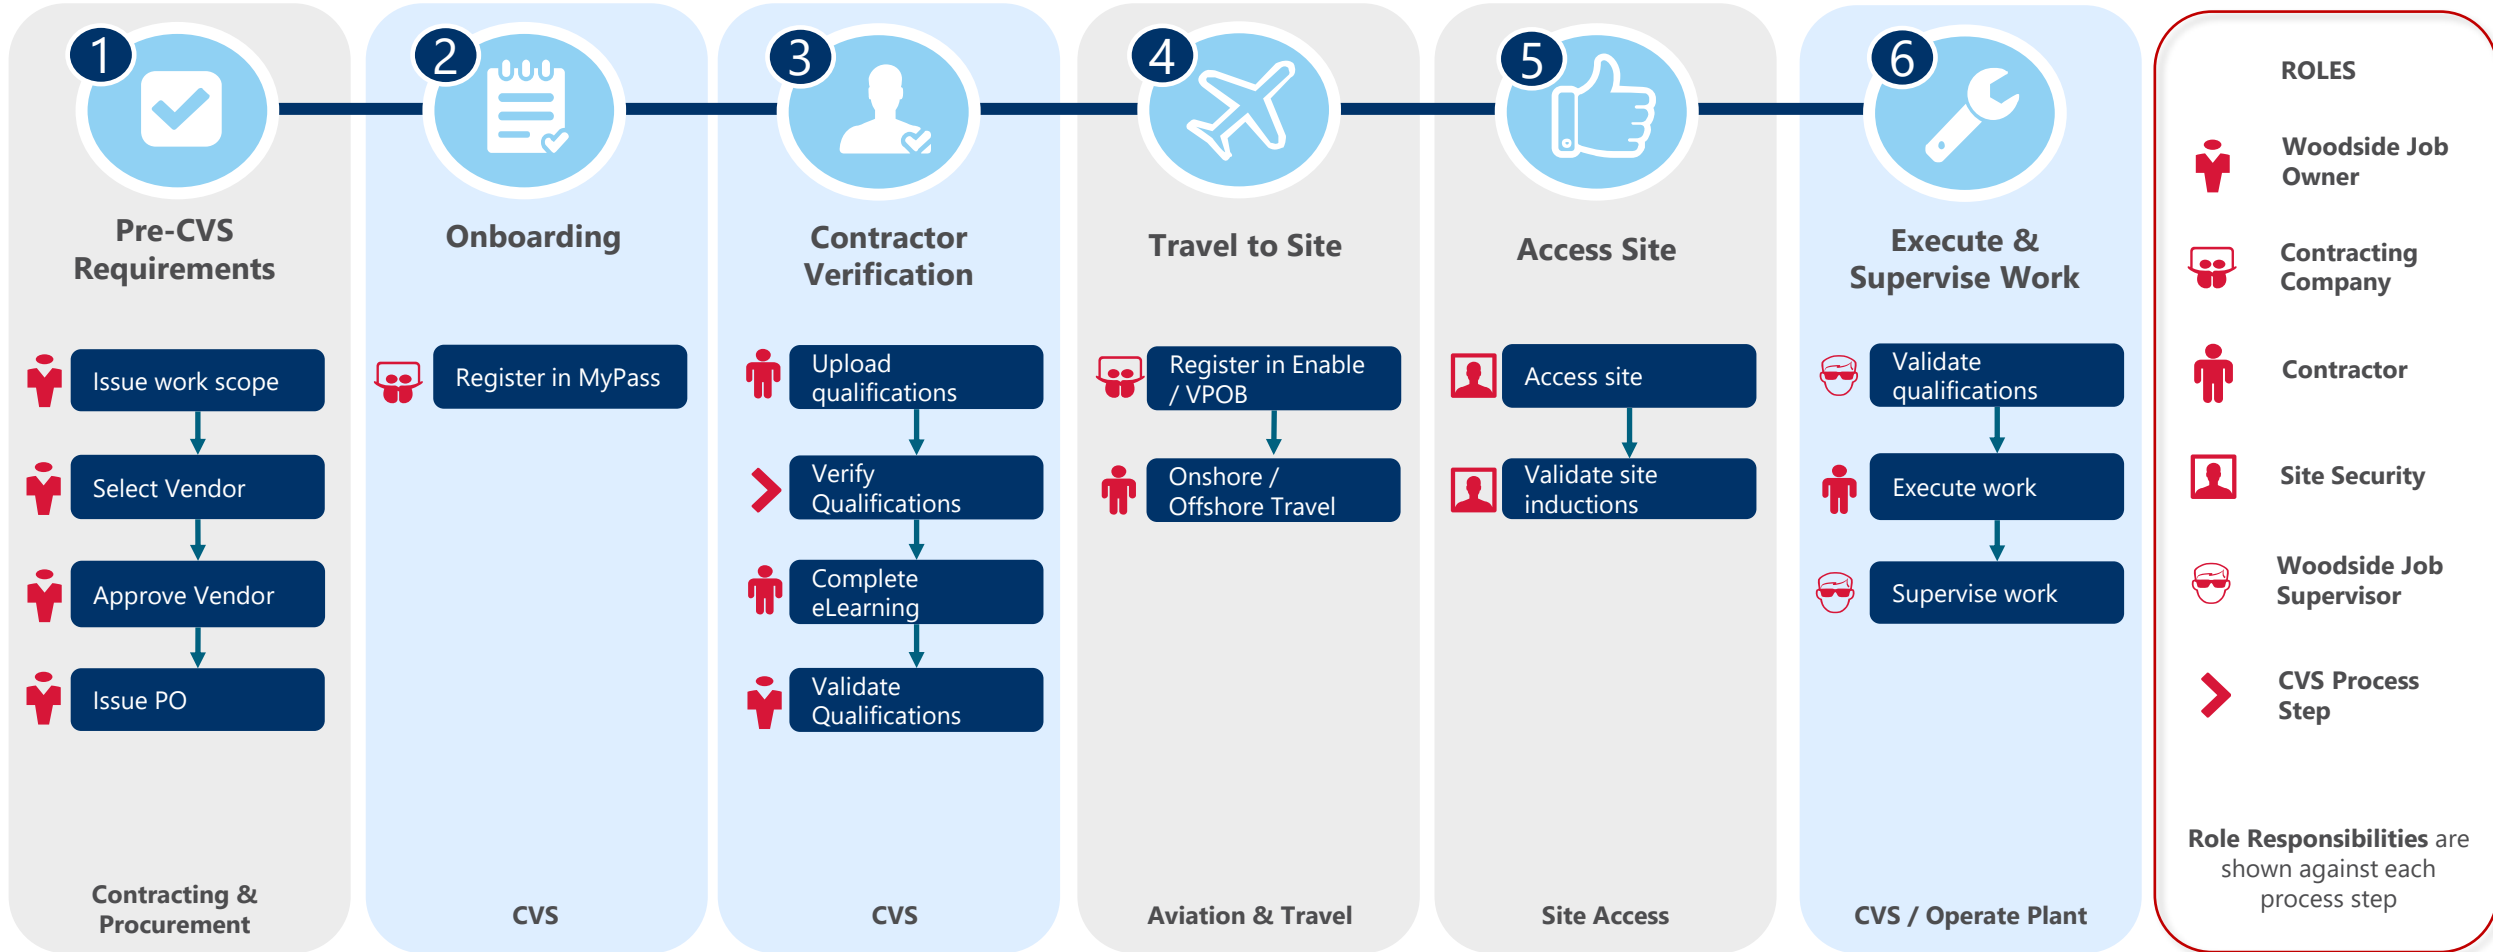 1
Pre-CVS
Requirements
Issue work scope
Select Vendor
Approve Vendor
Issue PO
Contracting &
Procurement
2
Onboarding
Register in MyPass
CVS
3
Contractor
Verification
Upload
qualifications
Verify
Qualifications
Complete
eLearning
Validate
Qualifications
CVS
4
Travel to Site
Register in Enable
/ VPOB
Onshore /
Offshore Travel
Aviation & Travel
5
Access Site
Access site
Validate site
inductions
Site Access
6
Execute &
Supervise Work
Validate
qualifications
Execute work
Supervise work
CVS / Operate Plant
ROLES
Woodside Job
Owner
Contracting
Company
Contractor
Site Security
Woodside Job
Supervisor
CVS Process
Step
Role Responsibilities are
shown against each
process step